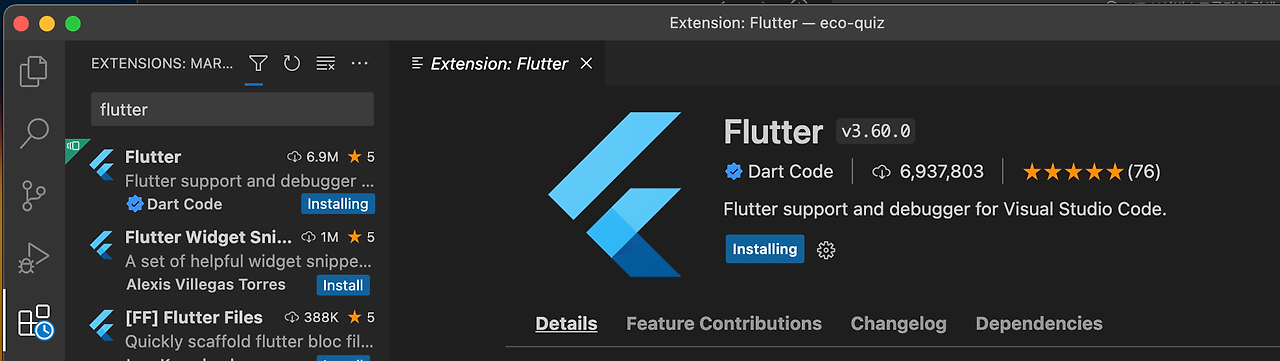 Extension: Flutter — eco-quiz
EXTENSIONS: MAR...
flutter
Flutter 6.9M ★ 5
Flutter support and debugger ...
Dart Code Installing
Flutter Widget Sni... 1M ★ 5
A set of helpful widget snippe...
Alexis Villegas Torres Install
[FF] Flutter Files 388K ★ 5
Quickly scaffold flutter bloc fil...
Extension: Flutter
Flutter v3.60.0
Dart Code 6,937,803 ★★★★★(76)
Flutter support and debugger for Visual Studio Code.
Installing
Details Feature Contributions Changelog Dependencies